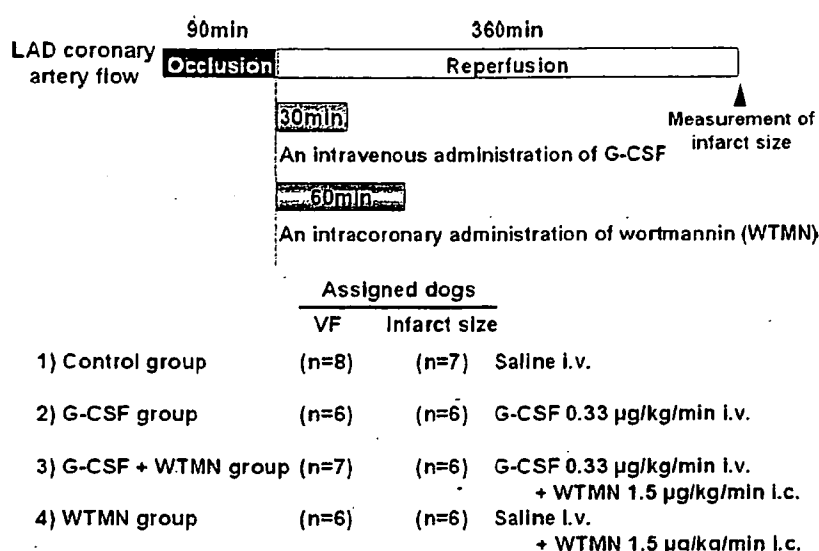 90min 360min
LAD coronary artery flow Occlusion Reperfusion
30min
Measurement of infarct size
An intravenous administration of G-CSF
60min
An intracoronary administration of wortmannin (WTMN)
Assigned dogs
VF Infarct size
1) Control group (n=8) (n=7) Saline i.v.
2) G-CSF group (n=6) (n=6) G-CSF 0.33 µg/kg/min i.v.
3) G-CSF + WTMN group (n=7) (n=6) G-CSF 0.33 µg/kg/min i.v.
+ WTMN 1.5 µg/kg/min i.c.
4) WTMN group (n=6) (n=6) Saline i.v.
+ WTMN 1.5 µg/kg/min i.c.